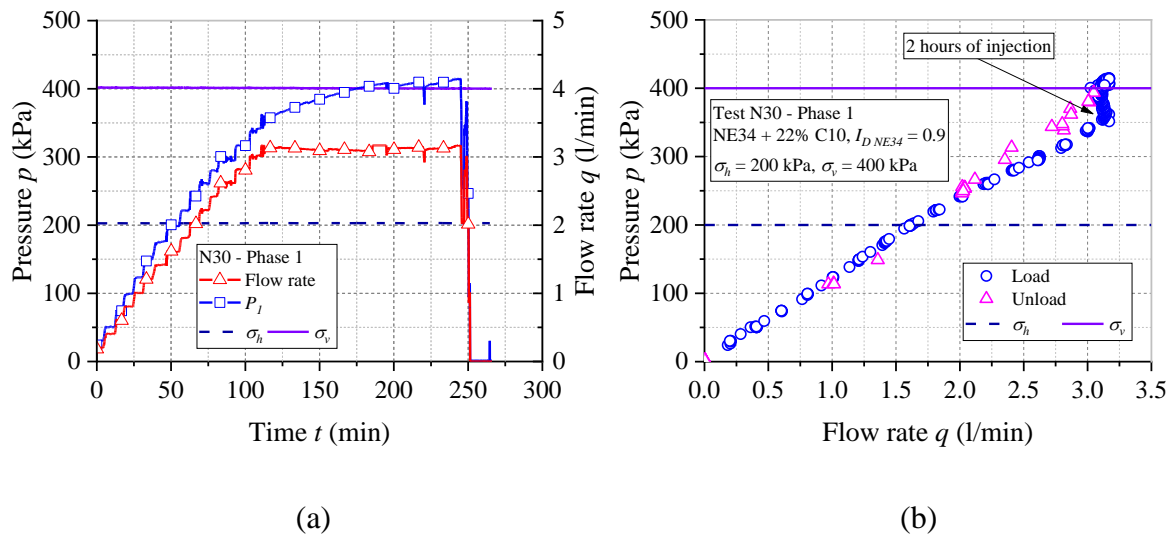 500
400
300
200
100
0
Pressure p (kPa)
5
4
3
2
1
0
Flow rate q (l/min)
N30 - Phase 1
Flow rate
P1
σh σv
0 50 100 150 200 250 300
Time t (min)
(a)
500
400
300
200
100
0
Pressure p (kPa)
2 hours of injection
Test N30 - Phase 1
NE34 + 22% C10, ID NE34 = 0.9
σh = 200 kPa, σv = 400 kPa
Load
Unload
σh σv
0.0 0.5 1.0 1.5 2.0 2.5 3.0 3.5
Flow rate q (l/min)
(b)